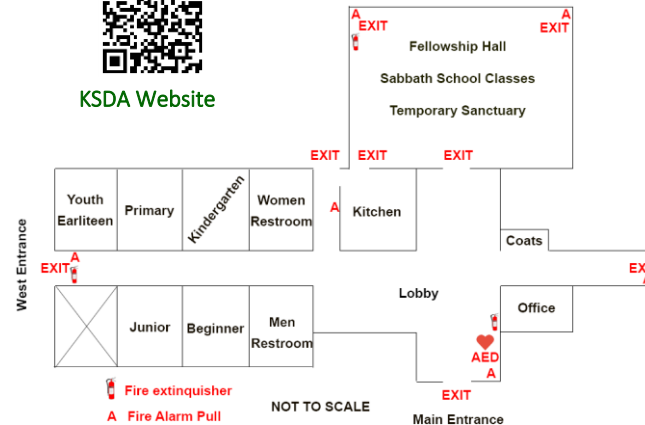 KSDA Website
A
EXIT
A
EXIT
Fellowship Hall
Sabbath School Classes
Temporary Sanctuary
EXIT
EXIT
EXIT
Youth
Earliteen
Primary
Kindergarten
Women
Restroom
A
Kitchen
Coats
West Entrance
A
EXIT
Lobby
Office
Junior
Beginner
Men
Restroom
AED
A
EXIT
Main Entrance
Fire extinquisher
A Fire Alarm Pull
NOT TO SCALE